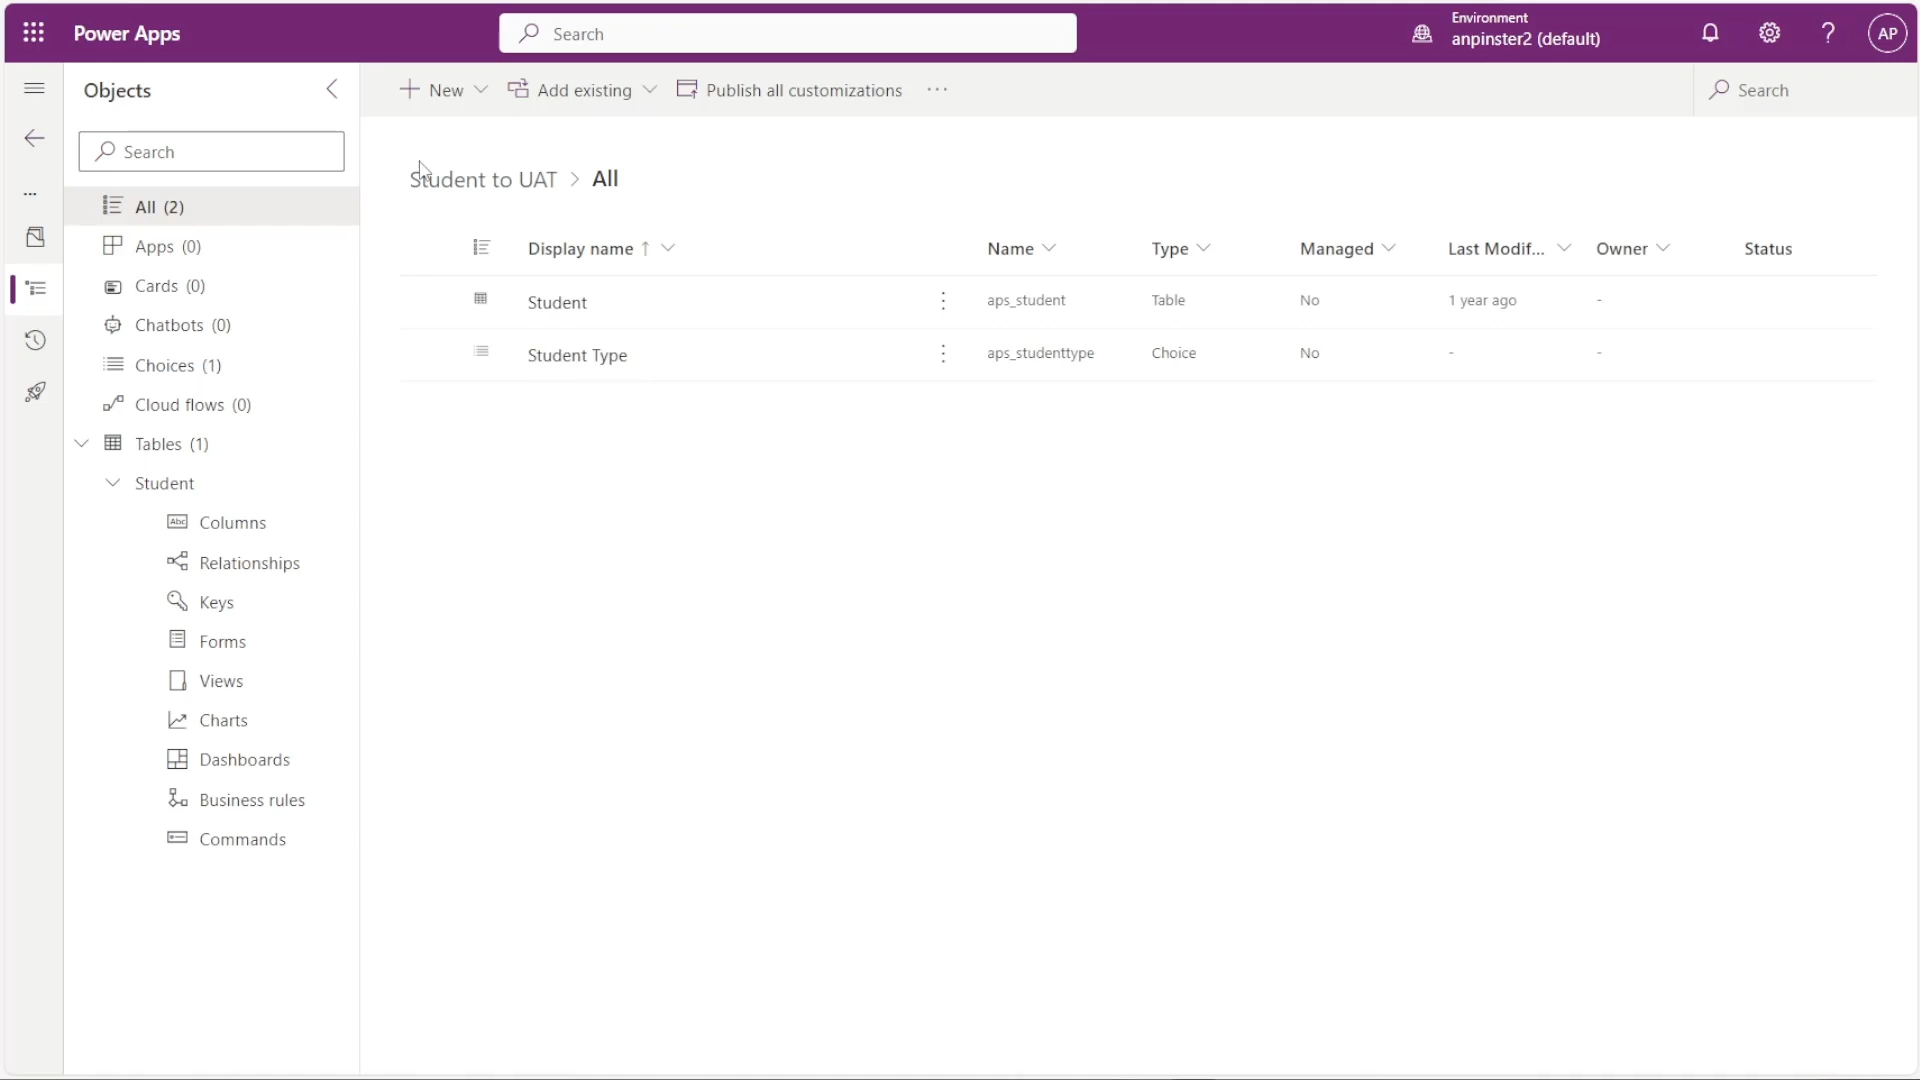 Power Apps
Search
Environment
anpinster2 (default)
AP
Objects
New
Add existing
Publish all customizations
Search
Search
Student to UAT > All
All (2)
Apps (0)
Cards (0)
Chatbots (0)
Choices (1)
Cloud flows (0)
Tables (1)
Student
Columns
Relationships
Keys
Forms
Views
Charts
Dashboards
Business rules
Commands
Display name ↑ Name Type Managed Last Modif... Owner Status
Student aps_student Table No 1 year ago -
Student Type aps_studenttype Choice No - -